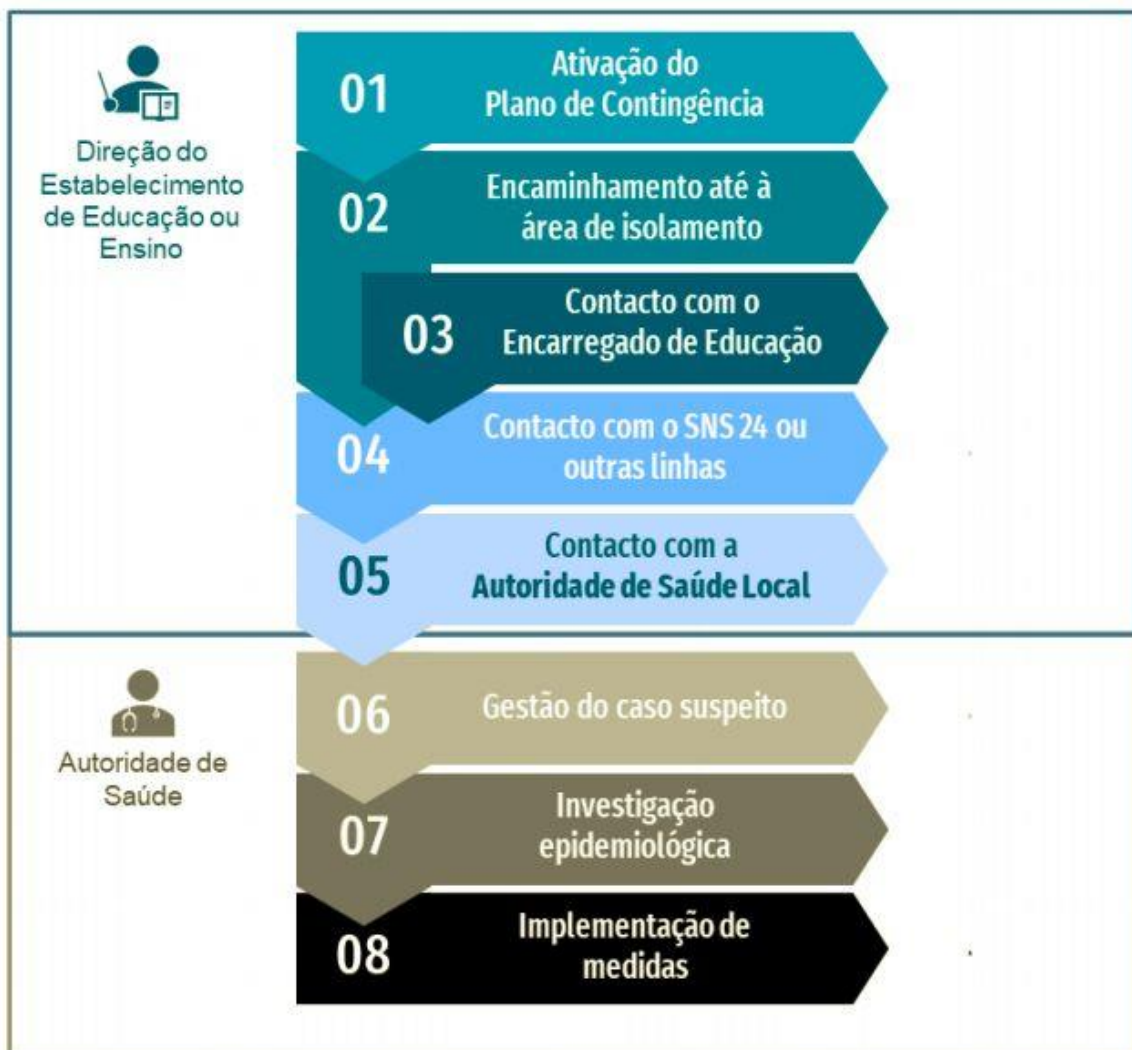 Direção do
Estabelecimento
de Educação ou
Ensino
01
Ativação do
Plano de Contingência
02
Encaminhamento até à
área de isolamento
03
Contacto com o
Encarregado de Educação
04
Contacto com o SNS 24 ou
outras linhas
05
Contacto com a
Autoridade de Saúde Local
Autoridade de
Saúde
06
Gestão do caso suspeito
07
Investigação
epidemiológica
08
Implementação de
medidas